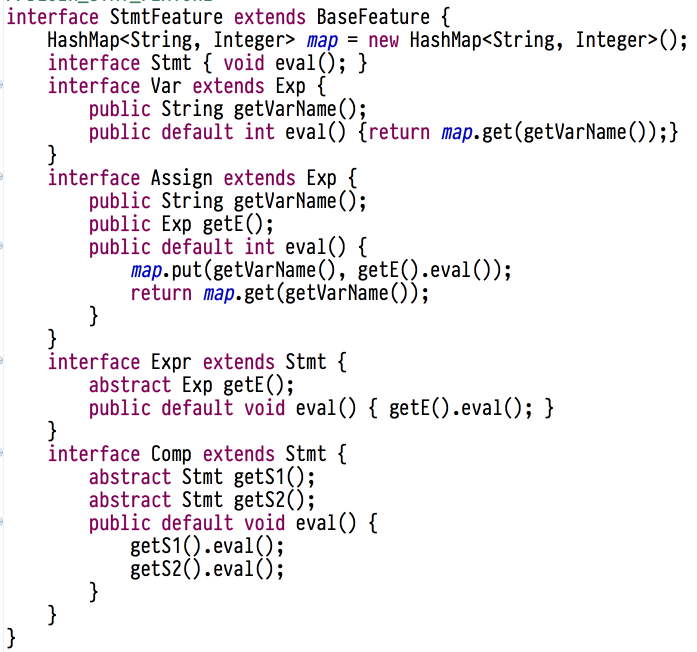 interface StmtFeature extends BaseFeature {
    HashMap<String, Integer> map = new HashMap<String, Integer>();
    interface Stmt { void eval(); }
    interface Var extends Exp {
        public String getVarName();
        public default int eval() {return map.get(getVarName());}
    }
    interface Assign extends Exp {
        public String getVarName();
        public Exp getE();
        public default int eval() {
            map.put(getVarName(), getE().eval());
            return map.get(getVarName());
        }
    }
    interface Expr extends Stmt {
        abstract Exp getE();
        public default void eval() { getE().eval(); }
    }
    interface Comp extends Stmt {
        abstract Stmt getS1();
        abstract Stmt getS2();
        public default void eval() {
            getS1().eval();
            getS2().eval();
        }
    }
}